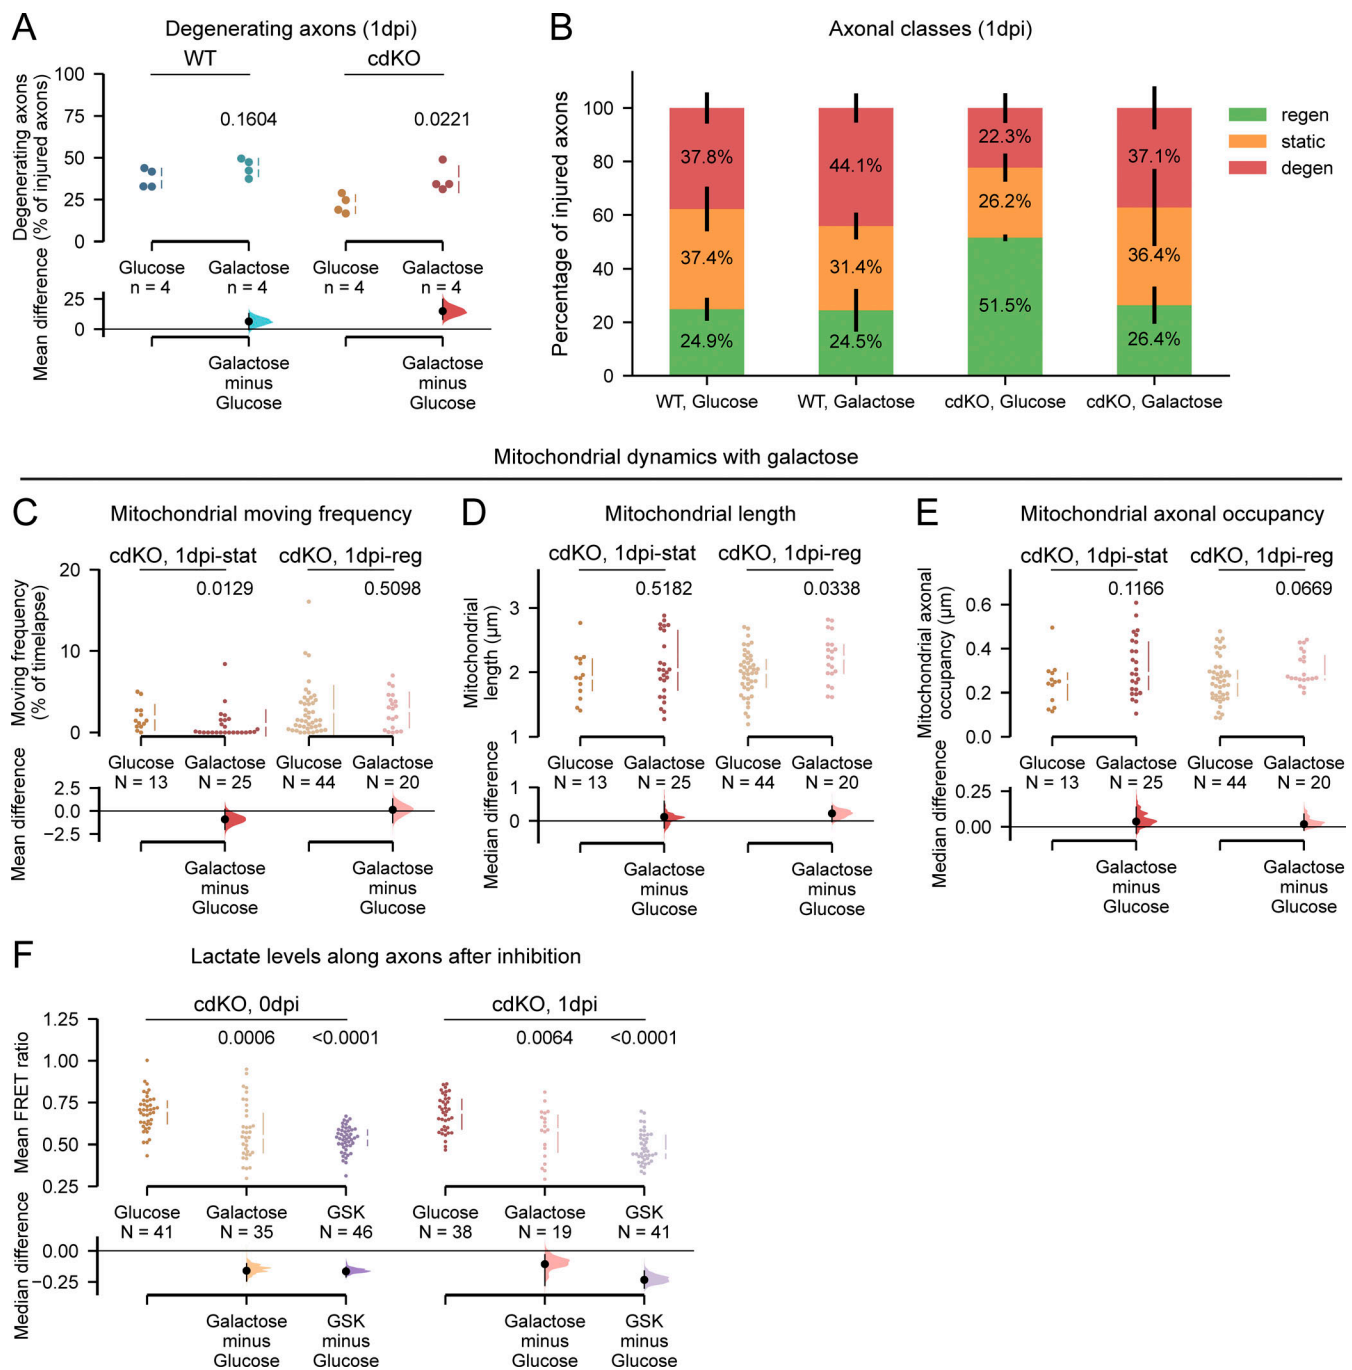 A
Degenerating axons (1dpi)
WT
cdKO
Degenerating axons
(% of injured axons)
100
75
50
25
0
0.1604
0.0221
Glucose
n = 4
Galactose
n = 4
Glucose
n = 4
Galactose
n = 4
Mean difference
25
0
Galactose
minus
Glucose
Galactose
minus
Glucose
B
Axonal classes (1dpi)
Percentage of injured axons
100
80
60
40
20
0
37.8%
37.4%
24.9%
44.1%
31.4%
24.5%
22.3%
26.2%
51.5%
37.1%
36.4%
26.4%
WT, Glucose
WT, Galactose
cdKO, Glucose
cdKO, Galactose
regen
static
degen
Mitochondrial dynamics with galactose
C
Mitochondrial moving frequency
cdKO, 1dpi-stat
cdKO, 1dpi-reg
Moving frequency
(% of timelapse)
20
10
0
0.0129
0.5098
Glucose
N = 13
Galactose
N = 25
Glucose
N = 44
Galactose
N = 20
Mean difference
2.5
0.0
−2.5
Galactose
minus
Glucose
Galactose
minus
Glucose
D
Mitochondrial length
cdKO, 1dpi-stat
cdKO, 1dpi-reg
Mitochondrial
length (μm)
3
2
1
0.5182
0.0338
Glucose
N = 13
Galactose
N = 25
Glucose
N = 44
Galactose
N = 20
Median difference
1
0
Galactose
minus
Glucose
Galactose
minus
Glucose
E
Mitochondrial axonal occupancy
cdKO, 1dpi-stat
cdKO, 1dpi-reg
Mitochondrial axonal
occupancy (μm)
0.6
0.4
0.2
0.0
0.1166
0.0669
Glucose
N = 13
Galactose
N = 25
Glucose
N = 44
Galactose
N = 20
Median difference
0.25
0.00
Galactose
minus
Glucose
Galactose
minus
Glucose
F
Lactate levels along axons after inhibition
cdKO, 0dpi
cdKO, 1dpi
Mean FRET ratio
1.25
1.00
0.75
0.50
0.25
0.0006
<0.0001
0.0064
<0.0001
Glucose
N = 41
Galactose
N = 35
GSK
N = 46
Glucose
N = 38
Galactose
N = 19
GSK
N = 41
Median difference
0.00
−0.25
Galactose
minus
Glucose
GSK
minus
Glucose
Galactose
minus
Glucose
GSK
minus
Glucose